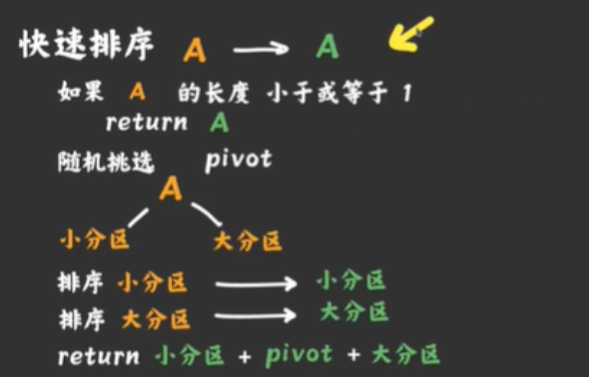 快速排序 A → A
如果 A 的长度 小于或等于 1
return A
随机挑选 pivot
A
小分区 大分区
排序 小分区 → 小分区
排序 大分区 → 大分区
return 小分区 + pivot + 大分区